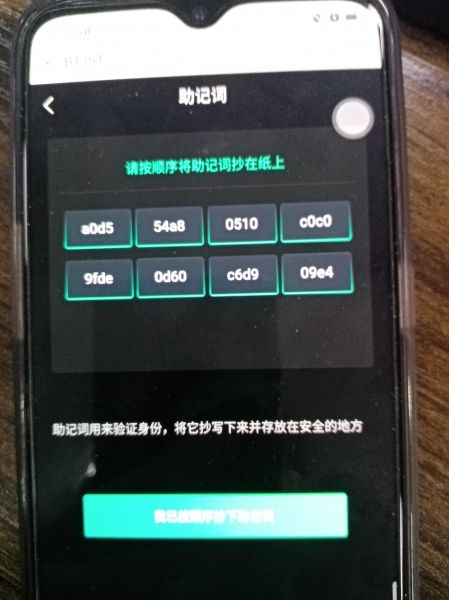 助记词
请按顺序将助记词抄在纸上
a0d5 54a8 0510 c0c0
9fde 0d60 c6d9 09e4
助记词用来验证身份，将它抄写下来并存放在安全的地方
我已按顺序抄下助记词